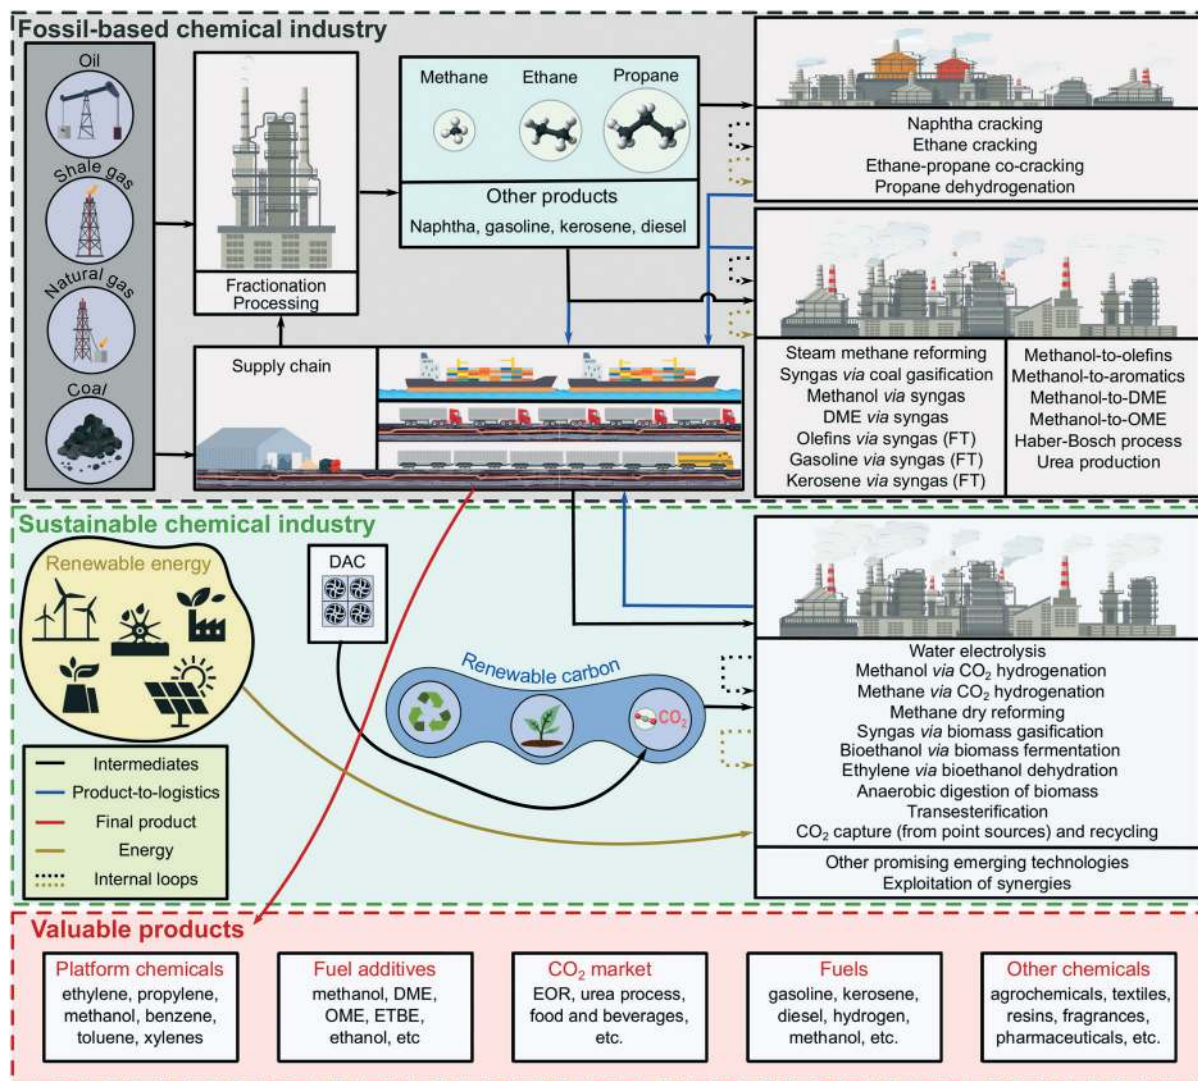 Fossil-based chemical industry
Oil
Shale gas
Natural gas
Coal
Fractionation
Processing
Methane
Ethane
Propane
Other products
Naphtha, gasoline, kerosene, diesel
Naphtha cracking
Ethane cracking
Ethane-propane co-cracking
Propane dehydrogenation
Supply chain
Steam methane reforming
Syngas via coal gasification
Methanol via syngas
DME via syngas
Olefins via syngas (FT)
Gasoline via syngas (FT)
Kerosene via syngas (FT)
Methanol-to-olefins
Methanol-to-aromatics
Methanol-to-DME
Methanol-to-OME
Haber-Bosch process
Urea production
Sustainable chemical industry
Renewable energy
DAC
Renewable carbon
CO₂
Water electrolysis
Methanol via CO₂ hydrogenation
Methane via CO₂ hydrogenation
Methane dry reforming
Syngas via biomass gasification
Bioethanol via biomass fermentation
Ethylene via bioethanol dehydration
Anaerobic digestion of biomass
Transesterification
CO₂ capture (from point sources) and recycling
Other promising emerging technologies
Exploitation of synergies
Intermediates
Product-to-logistics
Final product
Energy
Internal loops
Valuable products
Platform chemicals
ethylene, propylene,
methanol, benzene,
toluene, xylenes
Fuel additives
methanol, DME,
OME, ETBE,
ethanol, etc
CO₂ market
EOR, urea process,
food and beverages,
etc.
Fuels
gasoline, kerosene,
diesel, hydrogen,
methanol, etc.
Other chemicals
agrochemicals, textiles,
resins, fragrances,
pharmaceuticals, etc.